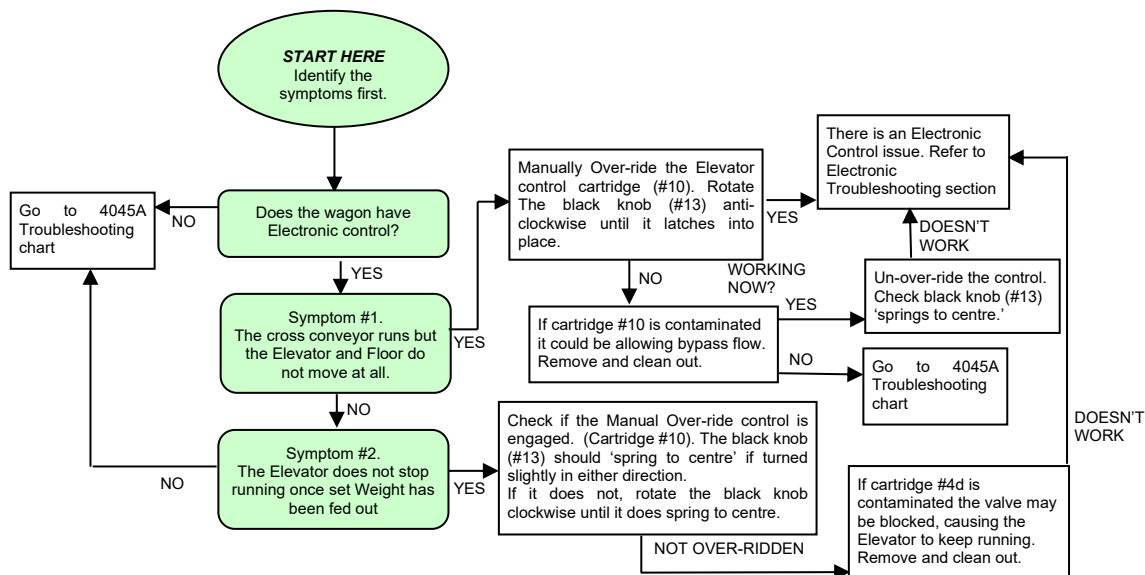 START HERE
Identify the
symptoms first.
Does the wagon have
Electronic control?
NO
Go to 4045A
Troubleshooting
chart
YES
Symptom #1.
The cross conveyor runs but
the Elevator and Floor do
not move at all.
YES
Manually Over-ride the Elevator
control cartridge (#10). Rotate
The black knob (#13) anti-
clockwise until it latches into
place.
YES
There is an Electronic
Control issue. Refer to
Electronic
Troubleshooting section
NO
If cartridge #10 is contaminated
it could be allowing bypass flow.
Remove and clean out.
WORKING
NOW?
YES
Un-over-ride the control.
Check black knob (#13)
‘springs to centre.’
DOESN’T
WORK
NO
Go to 4045A
Troubleshooting
chart
NO
Symptom #2.
The Elevator does not stop
running once set Weight has
been fed out
NO
YES
Check if the Manual Over-ride control is
engaged. (Cartridge #10). The black knob
(#13) should ‘spring to centre’ if turned
slightly in either direction.
If it does not, rotate the black knob
clockwise until it does spring to centre.
NOT OVER-RIDDEN
If cartridge #4d is
contaminated the valve may
be blocked, causing the
Elevator to keep running.
Remove and clean out.
DOESN’T
WORK